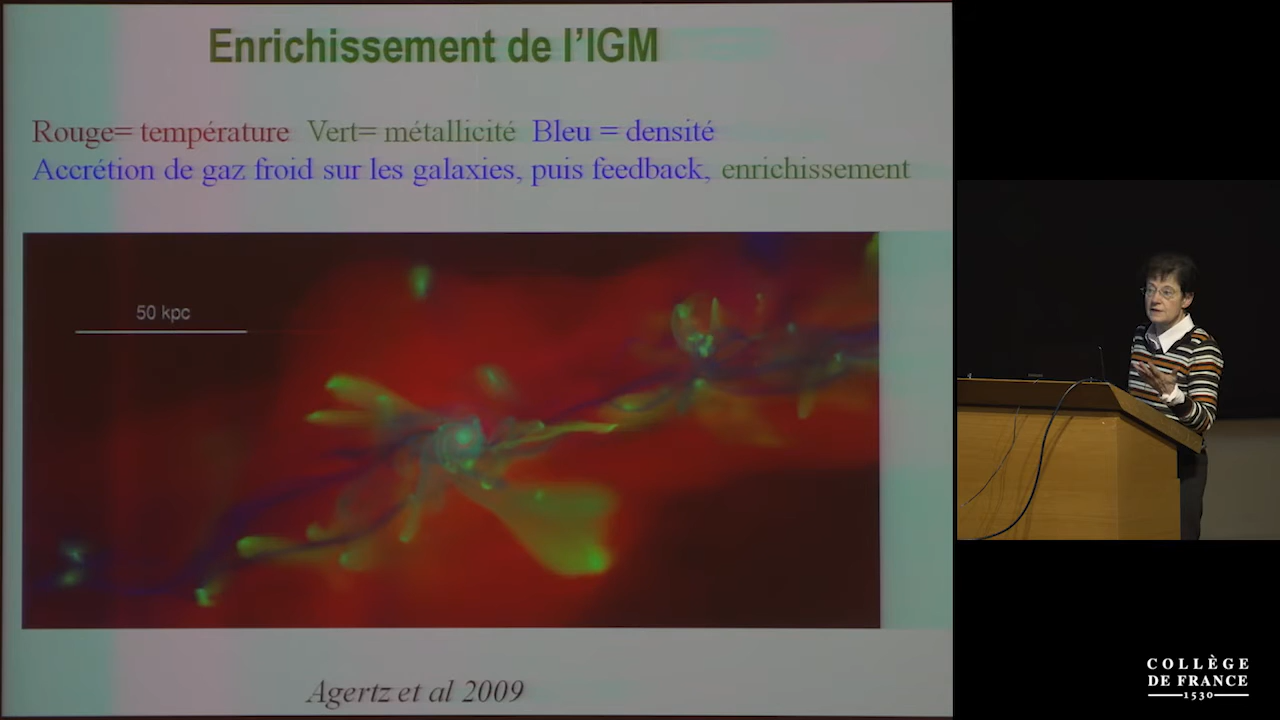 Enrichissement de l'IGM
Rouge= température Vert= métallicité Bleu = densité
Accrétion de gaz froid sur les galaxies, puis feedback, enrichissement
50 kpc
Agertz et al 2009
COLLÈGE
DE FRANCE
1530